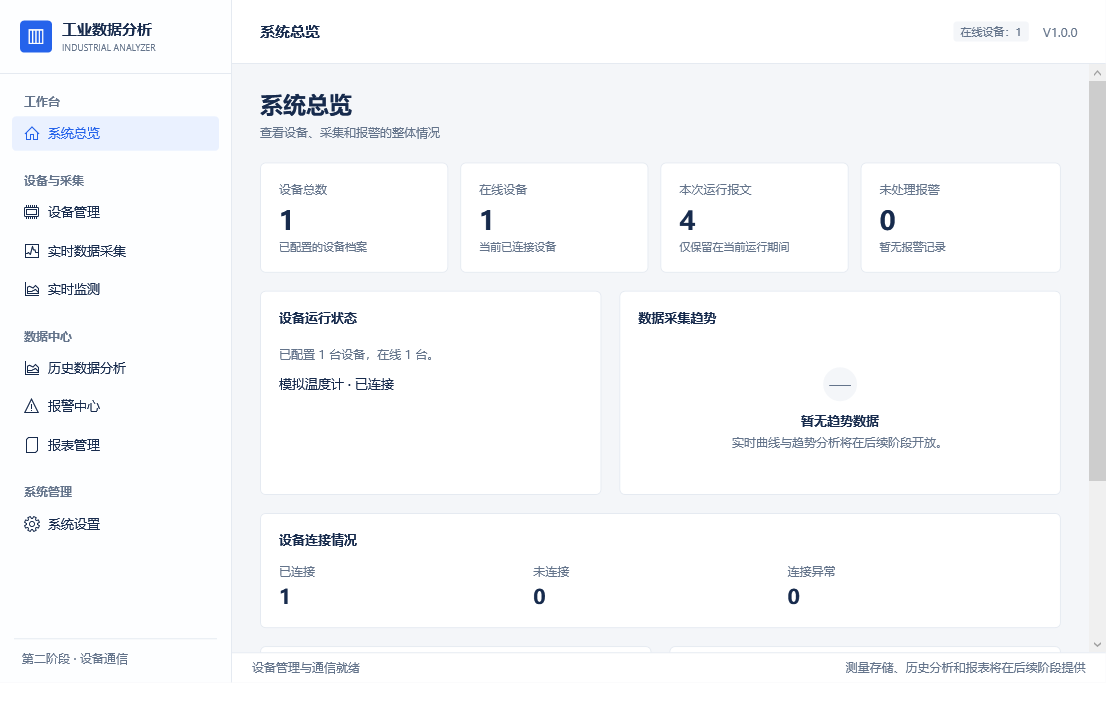 工业数据分析
INDUSTRIAL ANALYZER
工作台
系统总览
设备与采集
设备管理
实时数据采集
实时监测
数据中心
历史数据分析
报警中心
报表管理
系统管理
系统设置
第二阶段 · 设备通信
系统总览
在线设备: 1
V1.0.0
系统总览
查看设备、采集和报警的整体情况
设备总数
1
已配置的设备档案
在线设备
1
当前已连接设备
本次运行报文
4
仅保留在当前运行期间
未处理报警
0
暂无报警记录
设备运行状态
已配置 1 台设备，在线 1 台。
模拟温度计 · 已连接
数据采集趋势
暂无趋势数据
实时曲线与趋势分析将在后续阶段开放。
设备连接情况
已连接
1
未连接
0
连接异常
0
设备管理与通信就绪
测量存储、历史分析和报表将在后续阶段提供